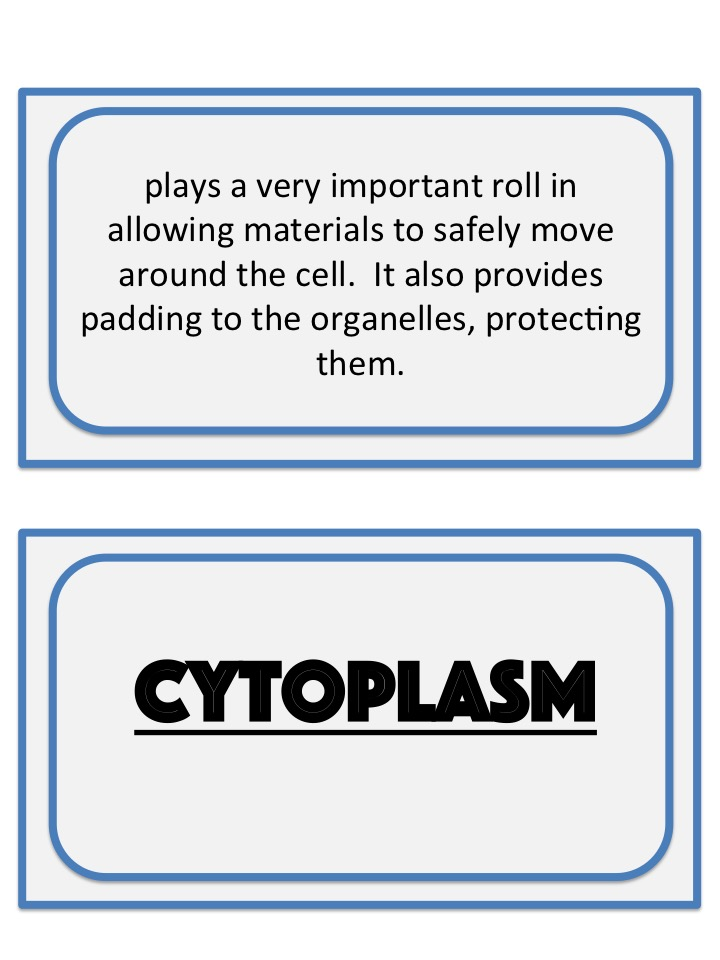 plays a very important roll in
allowing materials to safely move
around the cell.  It also provides
padding to the organelles, protecting
them.
CYTOPLASM